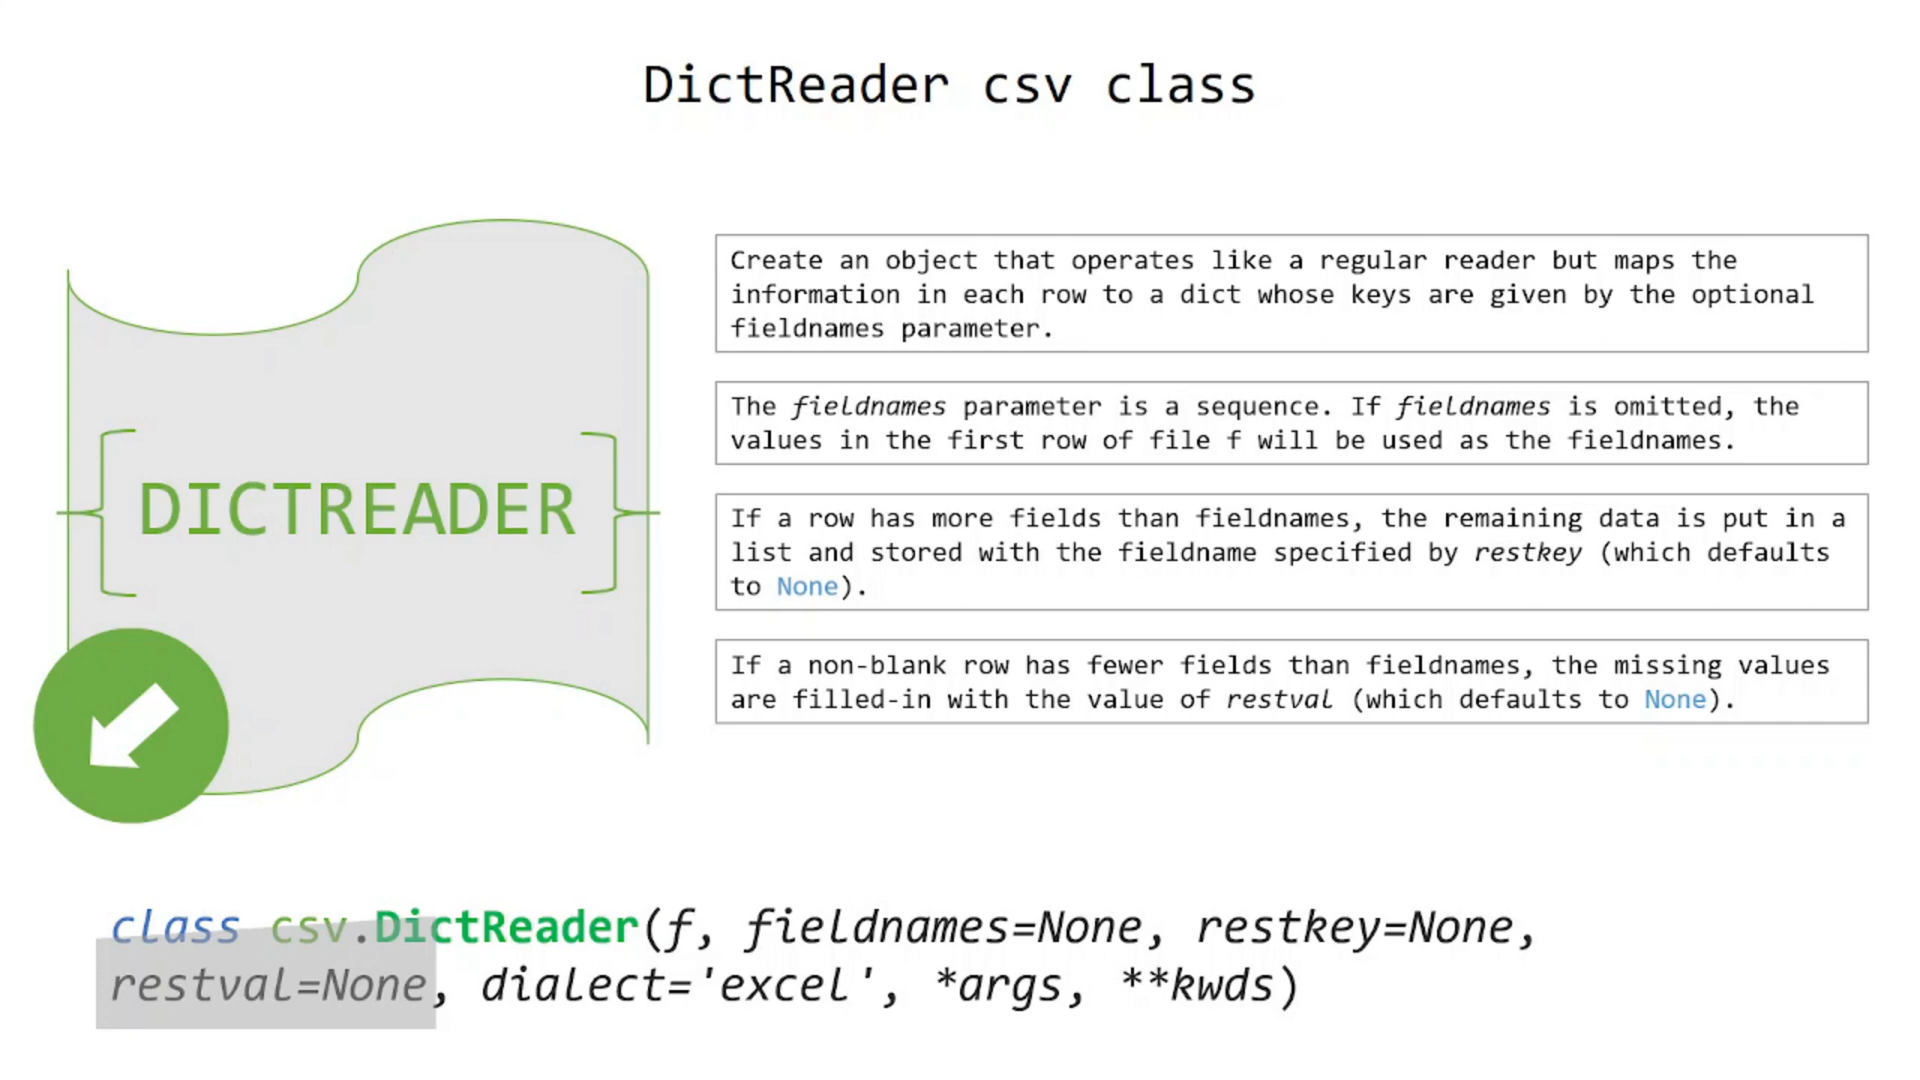 DictReader csv class
DICTREADER
Create an object that operates like a regular reader but maps the
information in each row to a dict whose keys are given by the optional
fieldnames parameter.
The fieldnames parameter is a sequence. If fieldnames is omitted, the
values in the first row of file f will be used as the fieldnames.
If a row has more fields than fieldnames, the remaining data is put in a
list and stored with the fieldname specified by restkey (which defaults
to None).
If a non-blank row has fewer fields than fieldnames, the missing values
are filled-in with the value of restval (which defaults to None).
class csv.DictReader(f, fieldnames=None, restkey=None,
restval=None, dialect='excel', *args, **kwds)